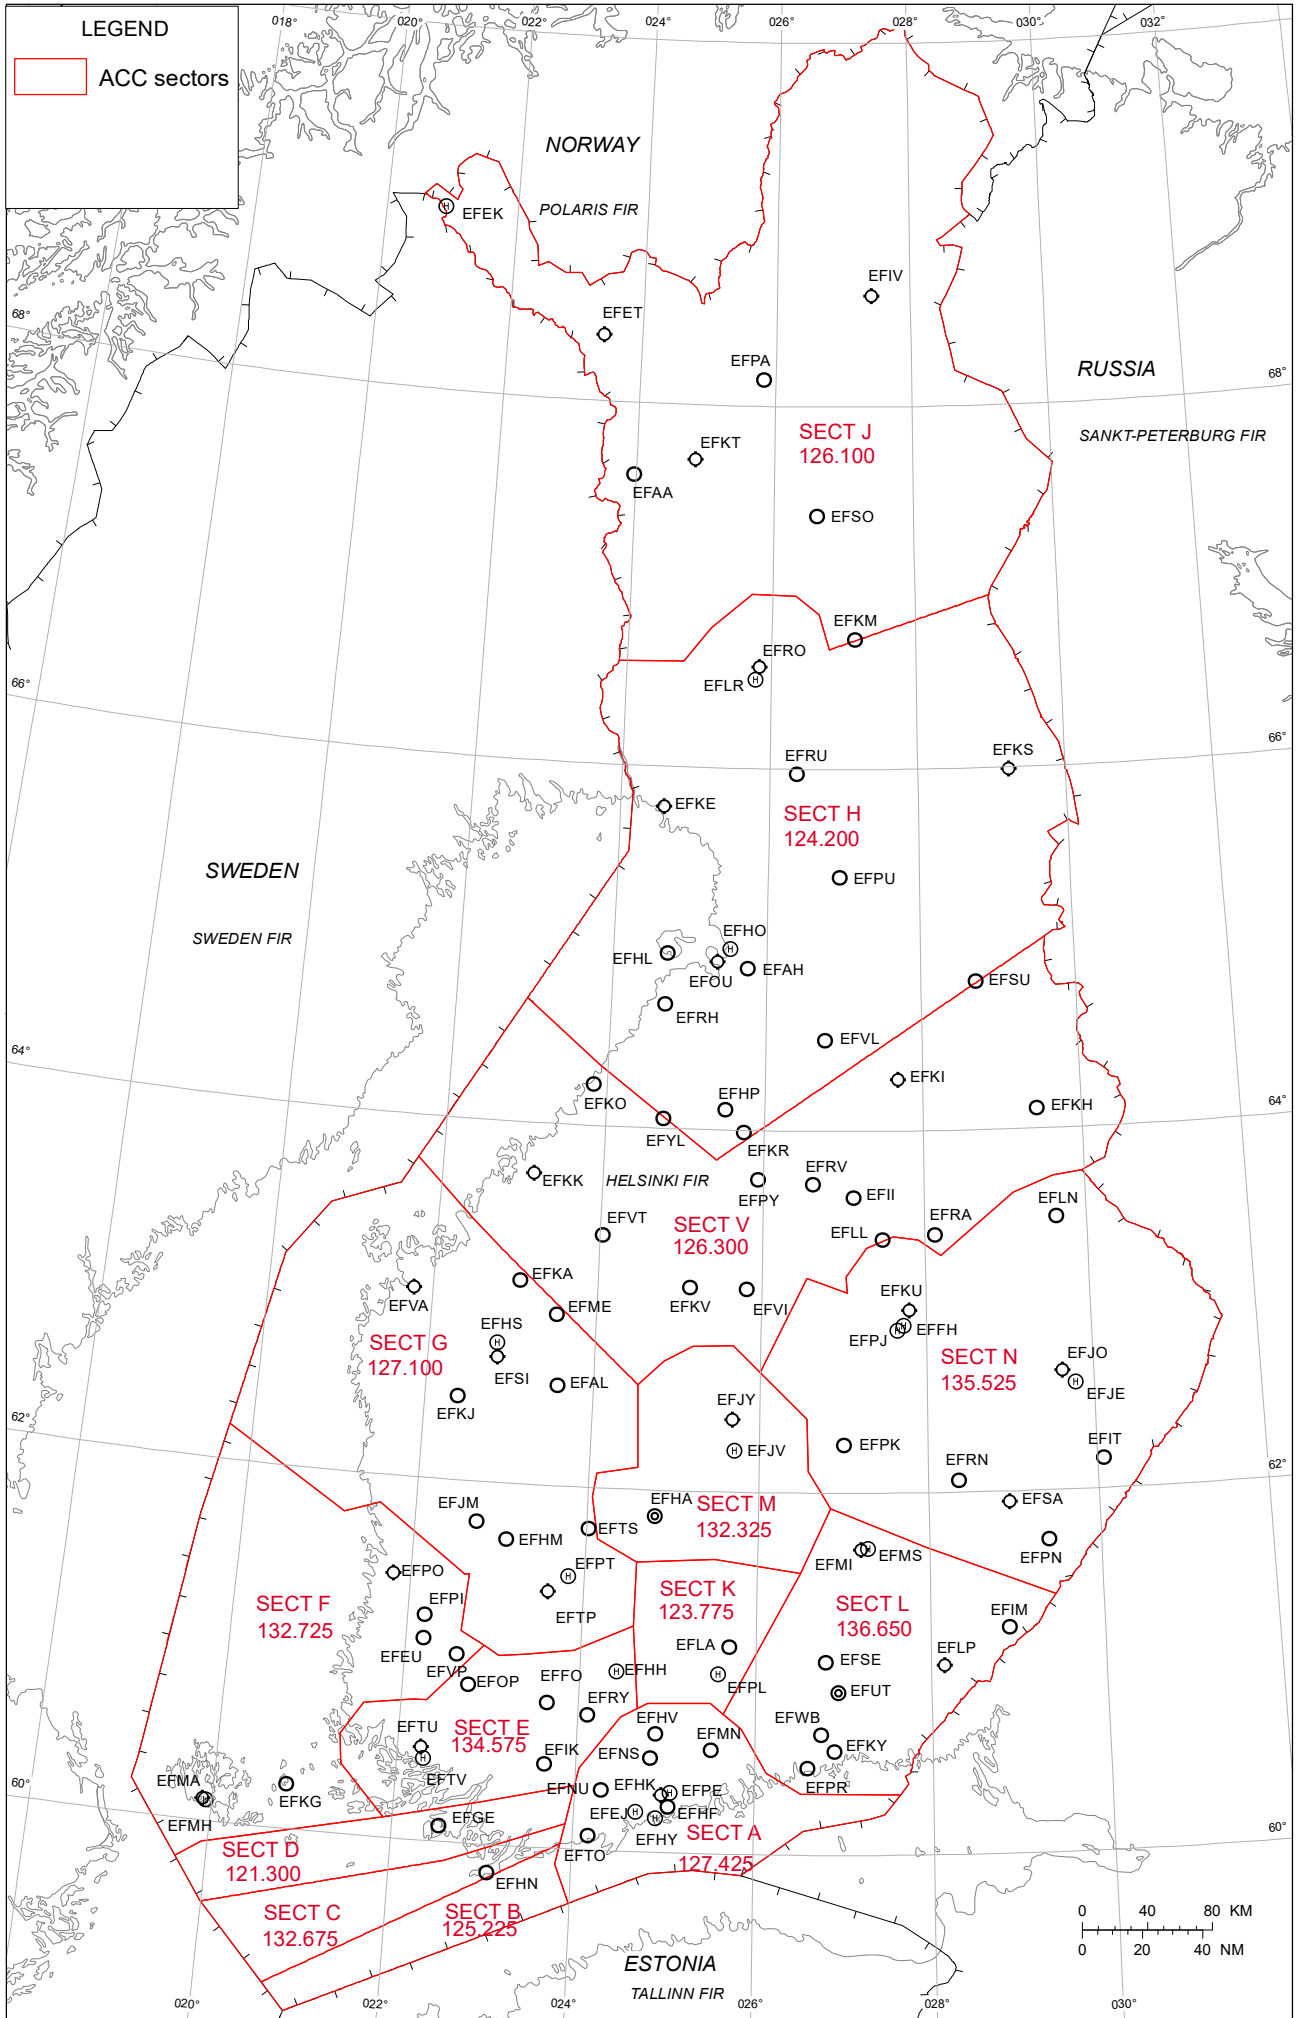 018°
020°
022°
024°
026°
028°
030°
032°
LEGEND
ACC sectors
NORWAY
POLARIS FIR
EFEK
EFIV
EFET
68°
EFPA
RUSSIA
68°
SECT J
126.100
SANKT-PETERBURG FIR
EFKT
EFAA
EFSO
EFKM
EFRO
EFLR
66°
66°
EFRU
EFKS
EFKE
SECT H
124.200
SWEDEN
EFPU
SWEDEN FIR
EFHO
EFHL
EFOU
EFAH
EFSU
EFRH
EFVL
64°
EFKI
64°
EFKO
EFHP
EFKH
EFYL
EFKR
EFRV
EFKK
HELSINKI FIR
EFPY
EFII
EFLN
EFVT
SECT V
126.300
EFRA
EFLL
EFKA
EFVA
EFKV
EFVI
EFKU
EFME
EFHS
EFPJ
EFFH
SECT G
127.100
SECT N
135.525
EFJO
EFSI
EFJE
EFAL
EFKJ
EFJY
62°
EFJV
EFPK
EFIT
EFRN
62°
EFJM
EFHA
SECT M
132.325
EFSA
EFTS
EFHM
EFPN
EFMI
EFMS
EFPO
EFPT
SECT K
123.775
SECT F
132.725
EFPI
EFTP
SECT L
136.650
EFIM
EFEU
EFLA
EFLP
EFVP
EFOP
EFFO
EFHH
EFPL
EFSE
EFRY
EFUT
EFTU
SECT E
134.575
EFHV
EFMN
EFWB
EFTV
EFIK
EFNS
EFKY
60°
EFMA
EFKG
EFNU
EFHK
EFPE
EFPR
EFMH
EFGE
EFEJ
EFHF
EFHY
SECT A
127.425
60°
SECT D
121.300
EFTO
EFHN
SECT C
132.675
SECT B
125.225
0 40 80 KM
0 20 40 NM
ESTONIA
TALLINN FIR
020°
022°
024°
026°
028°
030°